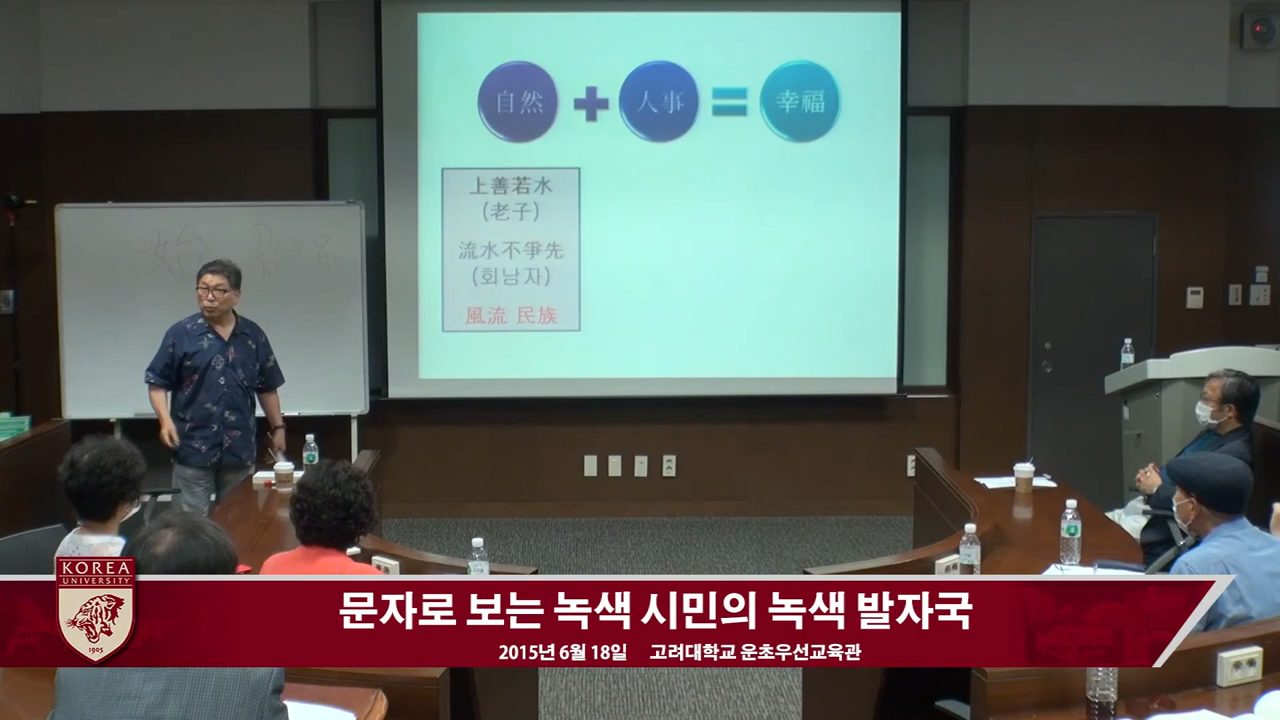 自然 + 人事 = 幸福
上善若水
(老子)
流水不爭先
(회남자)
風流 民族
KOREA
UNIVERSITY
1905
문자로 보는 녹색 시민의 녹색 발자국
2015년 6월 18일 고려대학교 운초우선교육관